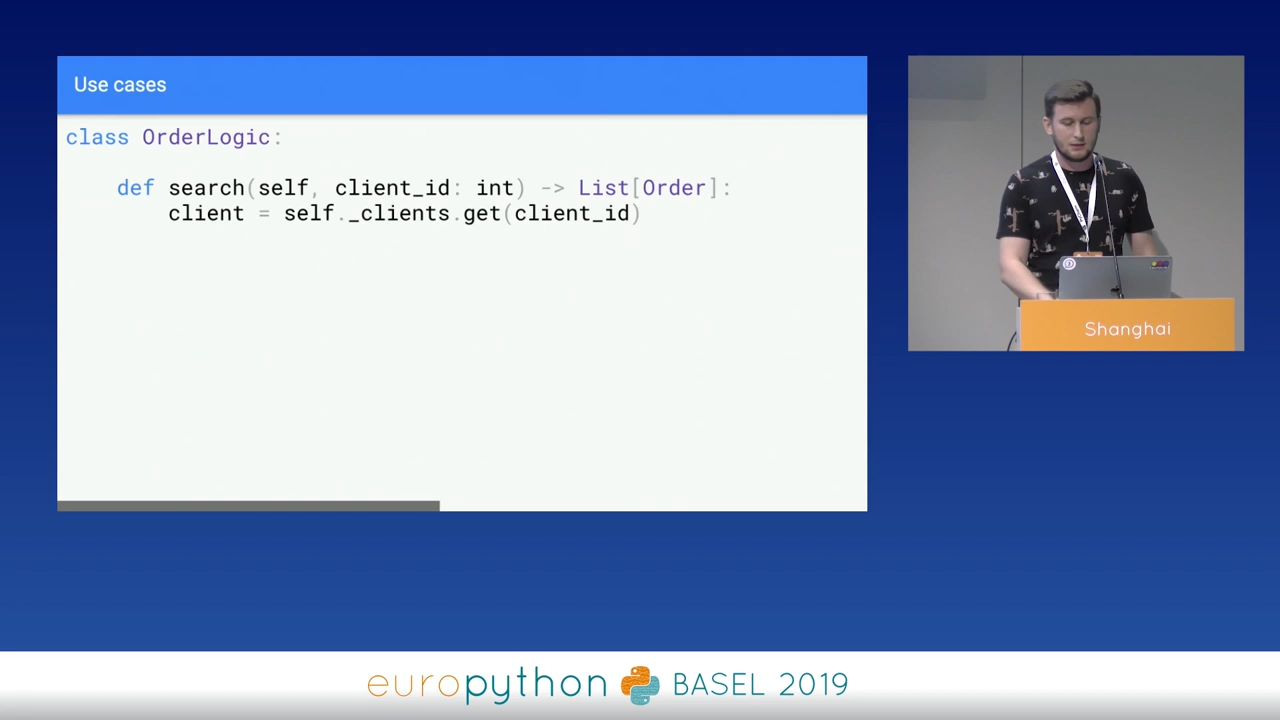 Use cases
class OrderLogic:
def search(self, client_id: int) -> List[Order]:
client = self._clients.get(client_id)
Shanghai
europython BASEL 2019